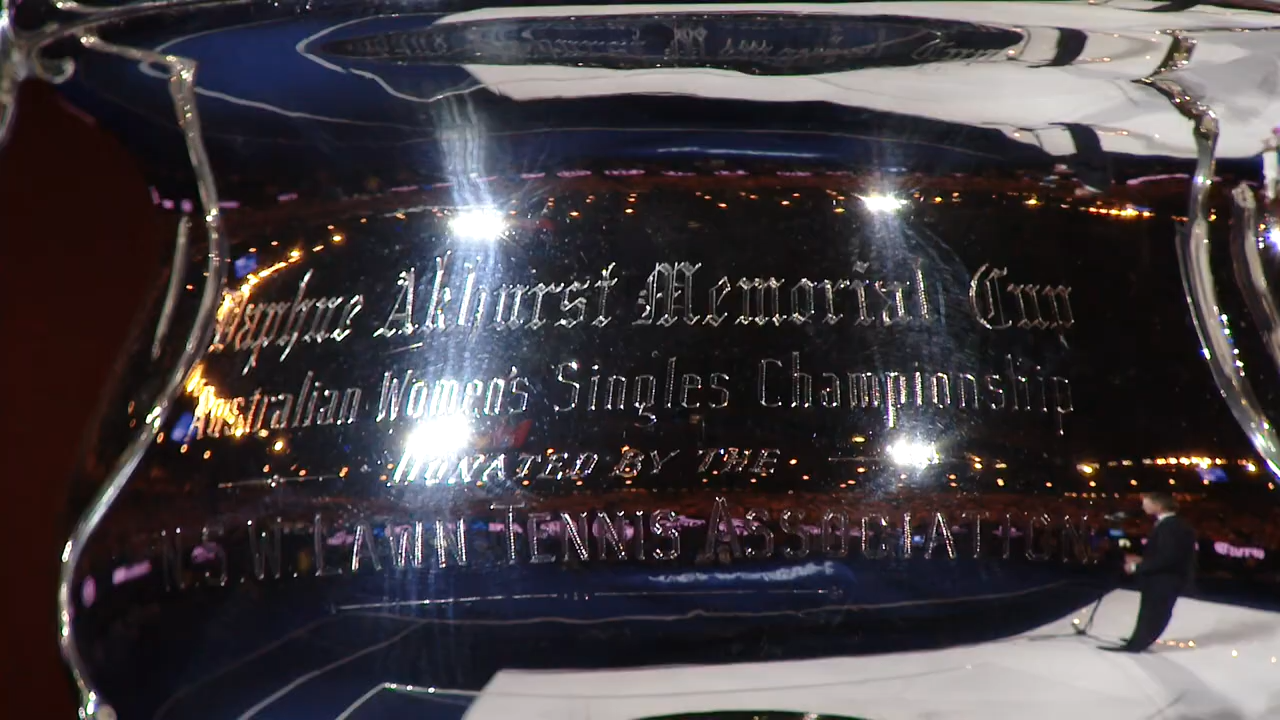 Daphne Akhurst Memorial Cup
Australian Women's Singles Championship
DONATED BY THE
N.S.W. LAWN TENNIS ASSOCIATION